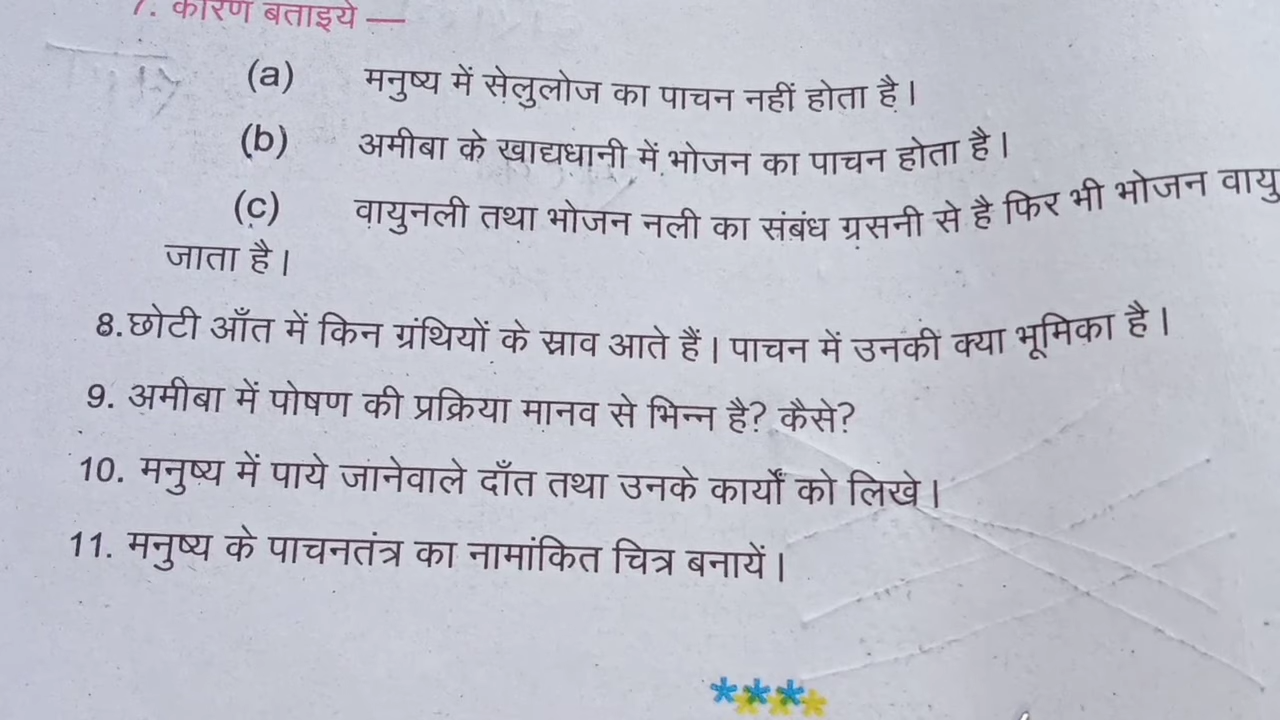 7. कारण बताइये —
(a) मनुष्य में सेलुलोज का पाचन नहीं होता है।
(b) अमीबा के खाद्यधानी में भोजन का पाचन होता है।
(c) वायुनली तथा भोजन नली का संबंध ग्रसनी से है फिर भी भोजन वायु
जाता है।
8. छोटी आँत में किन ग्रंथियों के स्राव आते हैं। पाचन में उनकी क्या भूमिका है।
9. अमीबा में पोषण की प्रक्रिया मानव से भिन्न है? कैसे?
10. मनुष्य में पाये जानेवाले दाँत तथा उनके कार्यों को लिखे।
11. मनुष्य के पाचनतंत्र का नामांकित चित्र बनायें।
****